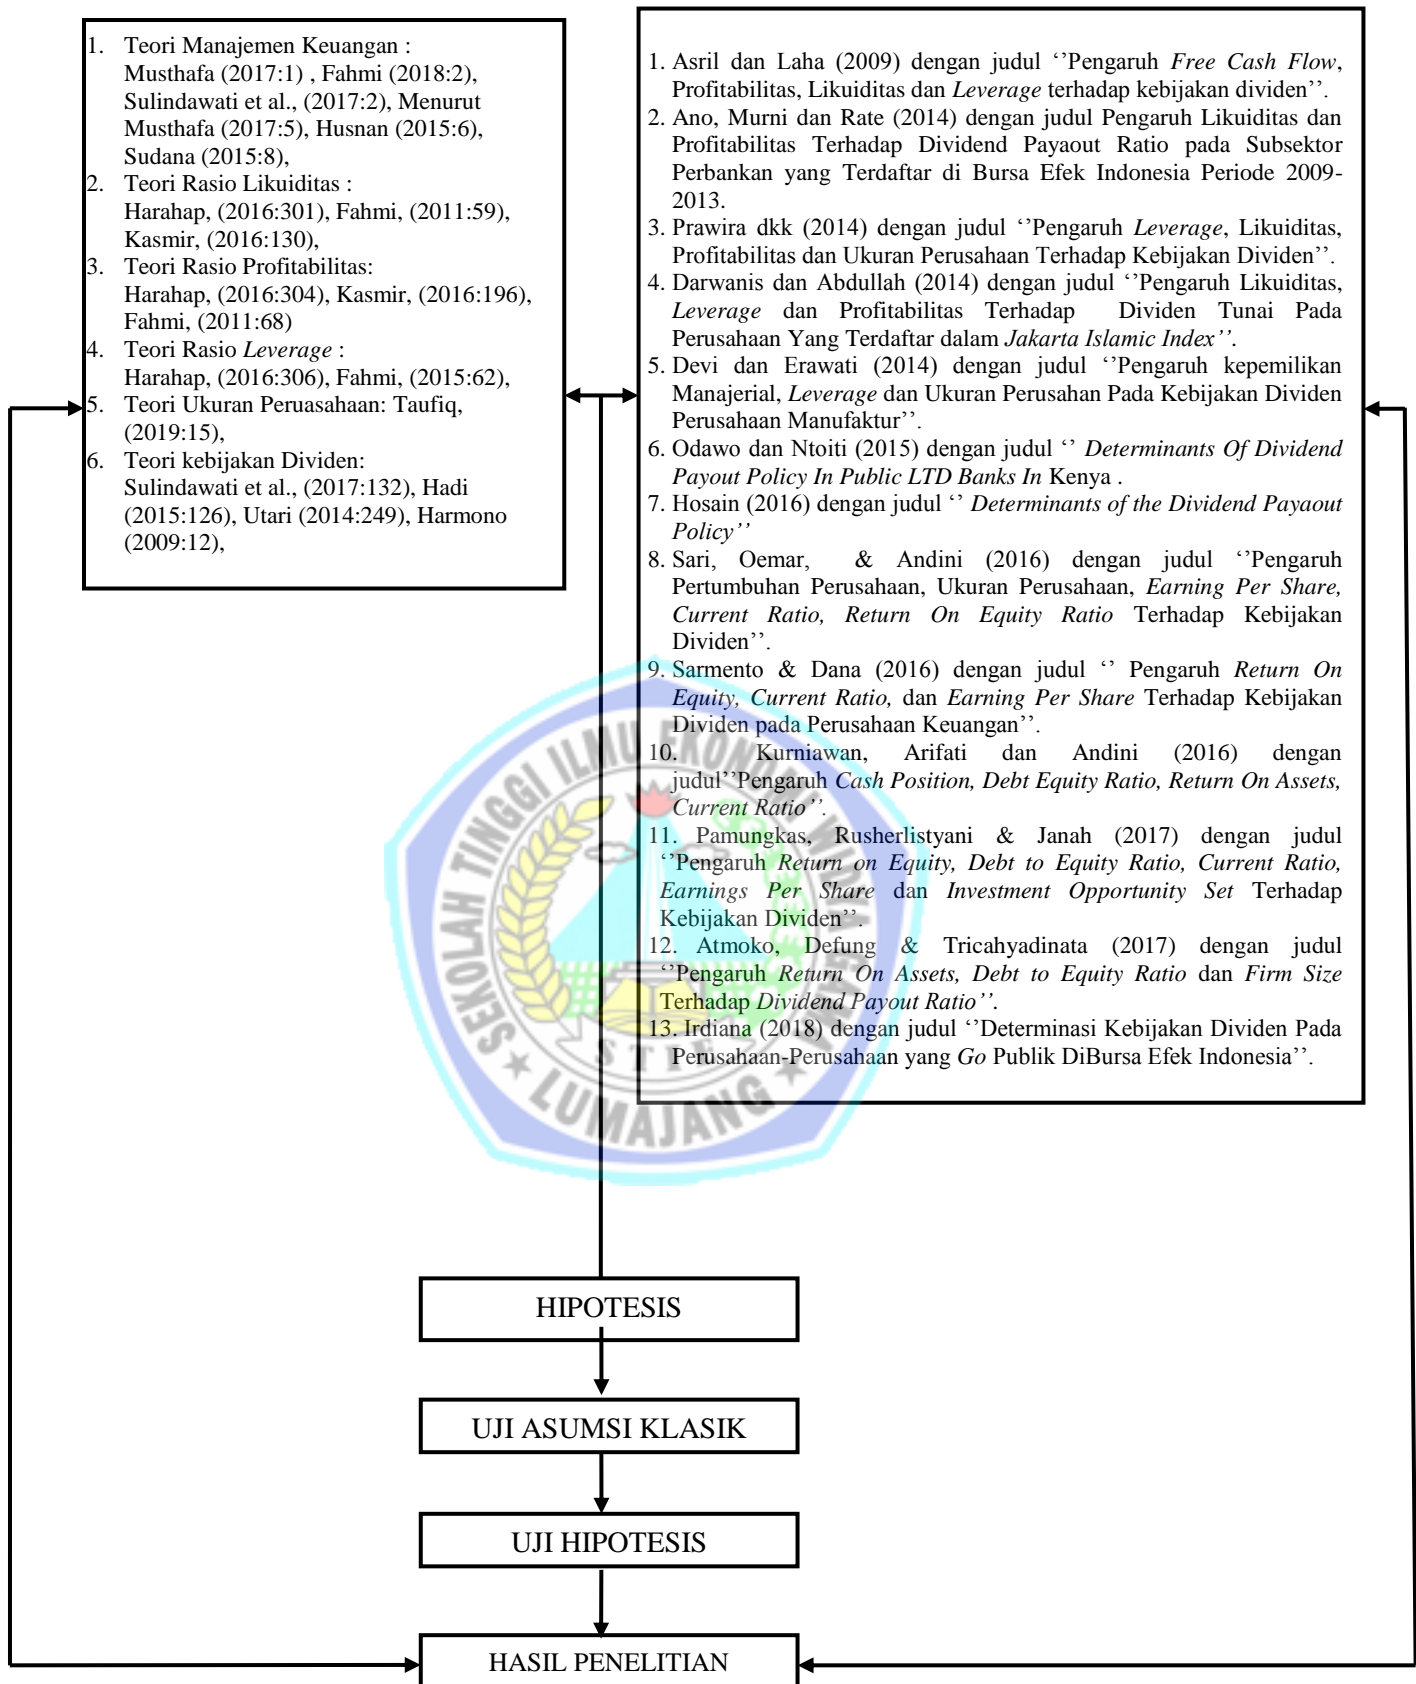 1. Teori Manajemen Keuangan :
Musthafa (2017:1) , Fahmi (2018:2),
Sulindawati et al., (2017:2), Menurut
Musthafa (2017:5), Husnan (2015:6),
Sudana (2015:8),
2. Teori Rasio Likuiditas :
Harahap, (2016:301), Fahmi, (2011:59),
Kasmir, (2016:130),
3. Teori Rasio Profitabilitas:
Harahap, (2016:304), Kasmir, (2016:196),
Fahmi, (2011:68)
4. Teori Rasio Leverage :
Harahap, (2016:306), Fahmi, (2015:62),
5. Teori Ukuran Peruasahaan: Taufiq,
(2019:15),
6. Teori kebijakan Dividen:
Sulindawati et al., (2017:132), Hadi
(2015:126), Utari (2014:249), Harmono
(2009:12),
1. Asril dan Laha (2009) dengan judul ‘’Pengaruh Free Cash Flow,
Profitabilitas, Likuiditas dan Leverage terhadap kebijakan dividen’’.
2. Ano, Murni dan Rate (2014) dengan judul Pengaruh Likuiditas dan
Profitabilitas Terhadap Dividend Payaout Ratio pada Subsektor
Perbankan yang Terdaftar di Bursa Efek Indonesia Periode 2009-
2013.
3. Prawira dkk (2014) dengan judul ‘’Pengaruh Leverage, Likuiditas,
Profitabilitas dan Ukuran Perusahaan Terhadap Kebijakan Dividen’’.
4. Darwanis dan Abdullah (2014) dengan judul ‘’Pengaruh Likuiditas,
Leverage dan Profitabilitas Terhadap Dividen Tunai Pada
Perusahaan Yang Terdaftar dalam Jakarta Islamic Index’’.
5. Devi dan Erawati (2014) dengan judul ‘’Pengaruh kepemilikan
Manajerial, Leverage dan Ukuran Perusahan Pada Kebijakan Dividen
Perusahaan Manufaktur’’.
6. Odawo dan Ntoiti (2015) dengan judul ‘’ Determinants Of Dividend
Payout Policy In Public LTD Banks In Kenya .
7. Hosain (2016) dengan judul ‘’ Determinants of the Dividend Payaout
Policy’’
8. Sari, Oemar, & Andini (2016) dengan judul ‘’Pengaruh
Pertumbuhan Perusahaan, Ukuran Perusahaan, Earning Per Share,
Current Ratio, Return On Equity Ratio Terhadap Kebijakan
Dividen’’.
9. Sarmento & Dana (2016) dengan judul ‘’ Pengaruh Return On
Equity, Current Ratio, dan Earning Per Share Terhadap Kebijakan
Dividen pada Perusahaan Keuangan’’.
10. Kurniawan, Arifati dan Andini (2016) dengan
judul’’Pengaruh Cash Position, Debt Equity Ratio, Return On Assets,
Current Ratio’’.
11. Pamungkas, Rusherlistyani & Janah (2017) dengan judul
‘’Pengaruh Return on Equity, Debt to Equity Ratio, Current Ratio,
Earnings Per Share dan Investment Opportunity Set Terhadap
Kebijakan Dividen’’.
12. Atmoko, Defung & Tricahyadinata (2017) dengan judul
‘’Pengaruh Return On Assets, Debt to Equity Ratio dan Firm Size
Terhadap Dividend Payout Ratio’’.
13. Irdiana (2018) dengan judul ‘’Determinasi Kebijakan Dividen Pada
Perusahaan-Perusahaan yang Go Publik DiBursa Efek Indonesia’’.
SEKOLAH TINGGI ILMU EKONOMI WIDYA GAMA
STIE
LUMAJANG
HIPOTESIS
UJI ASUMSI KLASIK
UJI HIPOTESIS
HASIL PENELITIAN